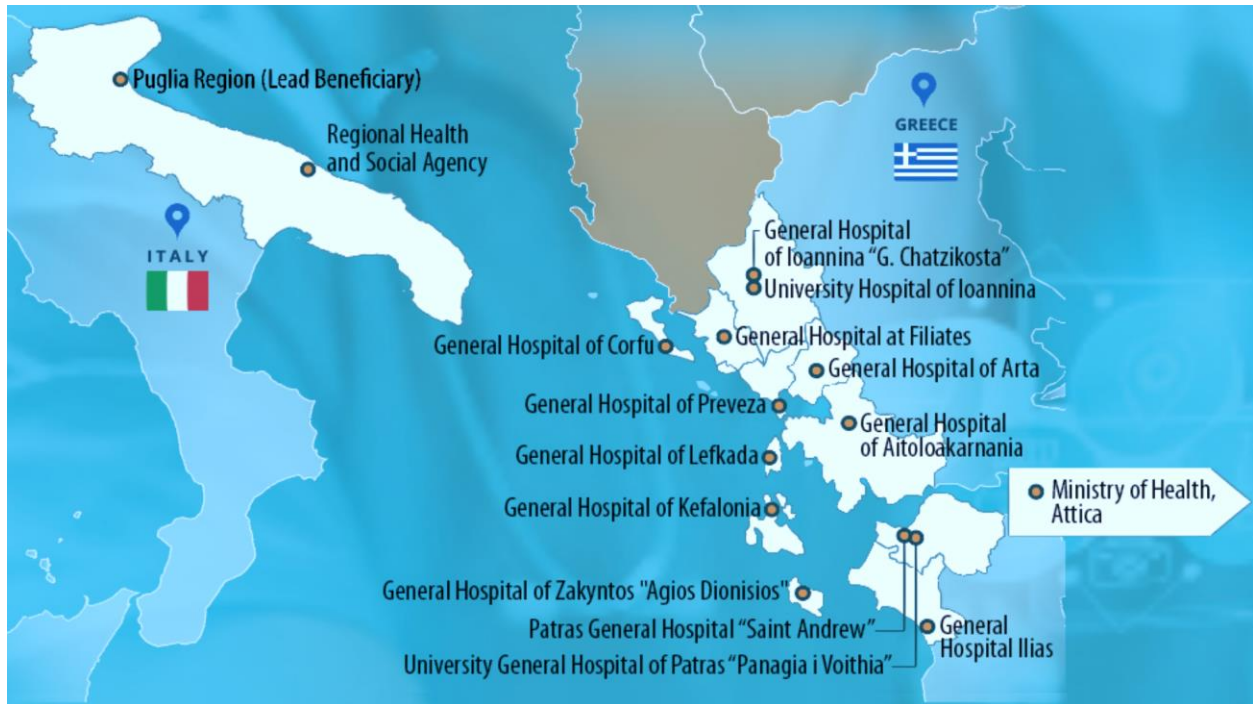 Puglia Region (Lead Beneficiary)
Regional Health
and Social Agency
ITALY
GREECE
General Hospital
of Ioannina “G. Chatzikosta”
University Hospital of Ioannina
General Hospital at Filiates
General Hospital of Corfu
General Hospital of Arta
General Hospital of Preveza
General Hospital
of Aitoloakarnania
General Hospital of Lefkada
Ministry of Health,
Attica
General Hospital of Kefalonia
General Hospital of Zakyntos "Agios Dionisios"
Patras General Hospital “Saint Andrew”
General
Hospital Ilias
University General Hospital of Patras “Panagia i Voithia”